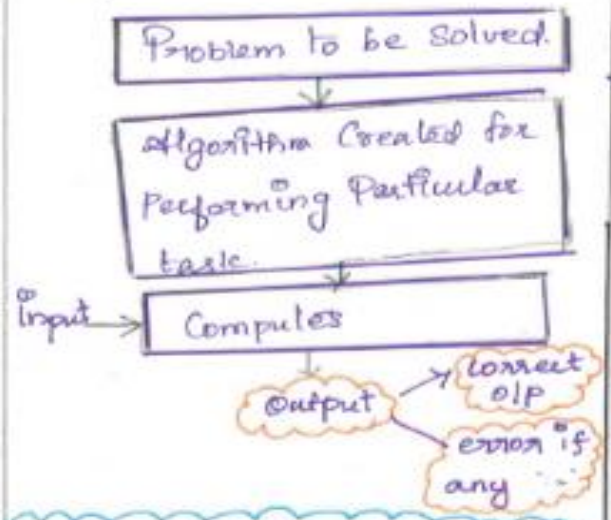 Problem to be Solved.
Algorithm Created for
Performing Particular
task.
input
Computer
Output
correct
o/p
error if
any